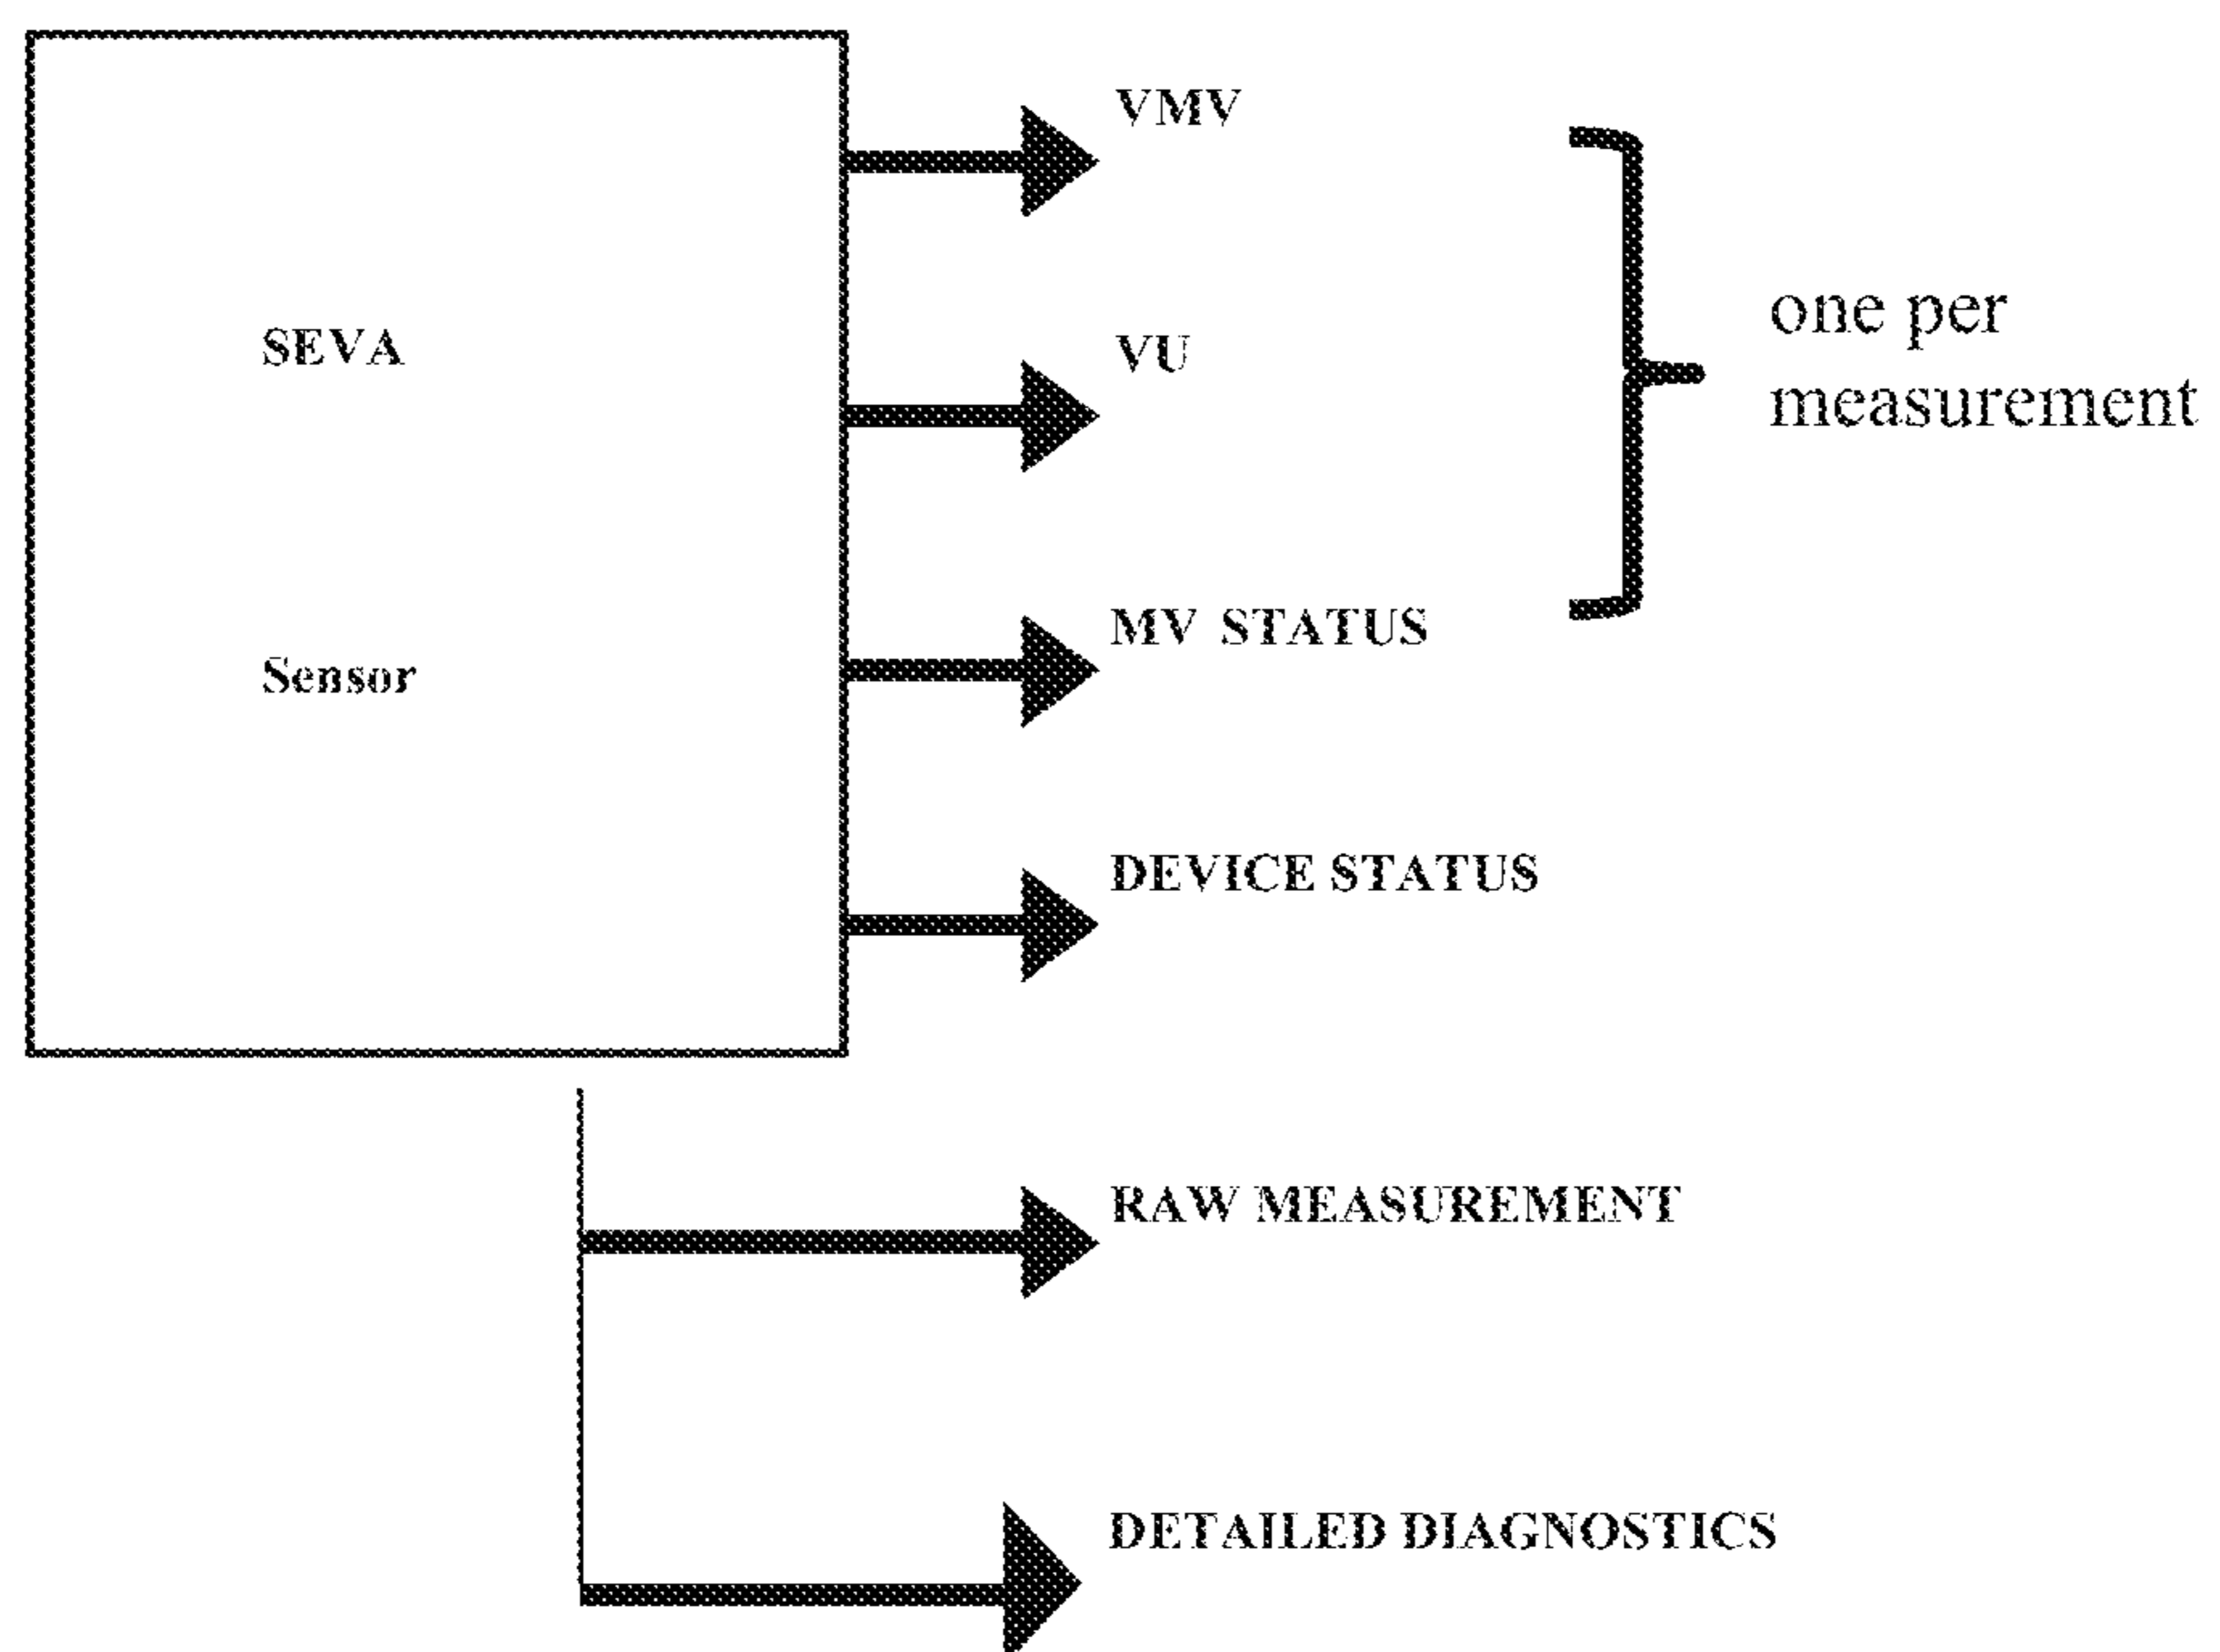 SEVA
Sensor
VMV
VU
MV STATUS
DEVICE STATUS
RAW MEASUREMENT
DETAILED DIAGNOSTICS
one per
measurement